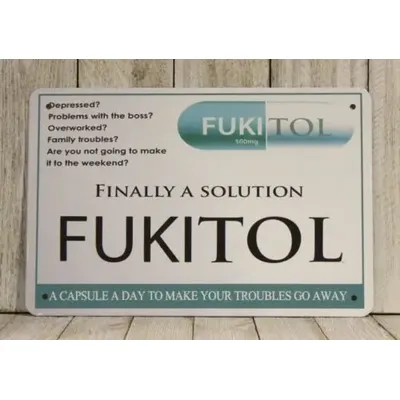 Depressed?
Problems with the boss?
Overworked?
Family troubles?
Are you not going to make
it to the weekend?
FUKITOL
500mg
FINALLY A SOLUTION
FUKITOL
A CAPSULE A DAY TO MAKE YOUR TROUBLES GO AWAY